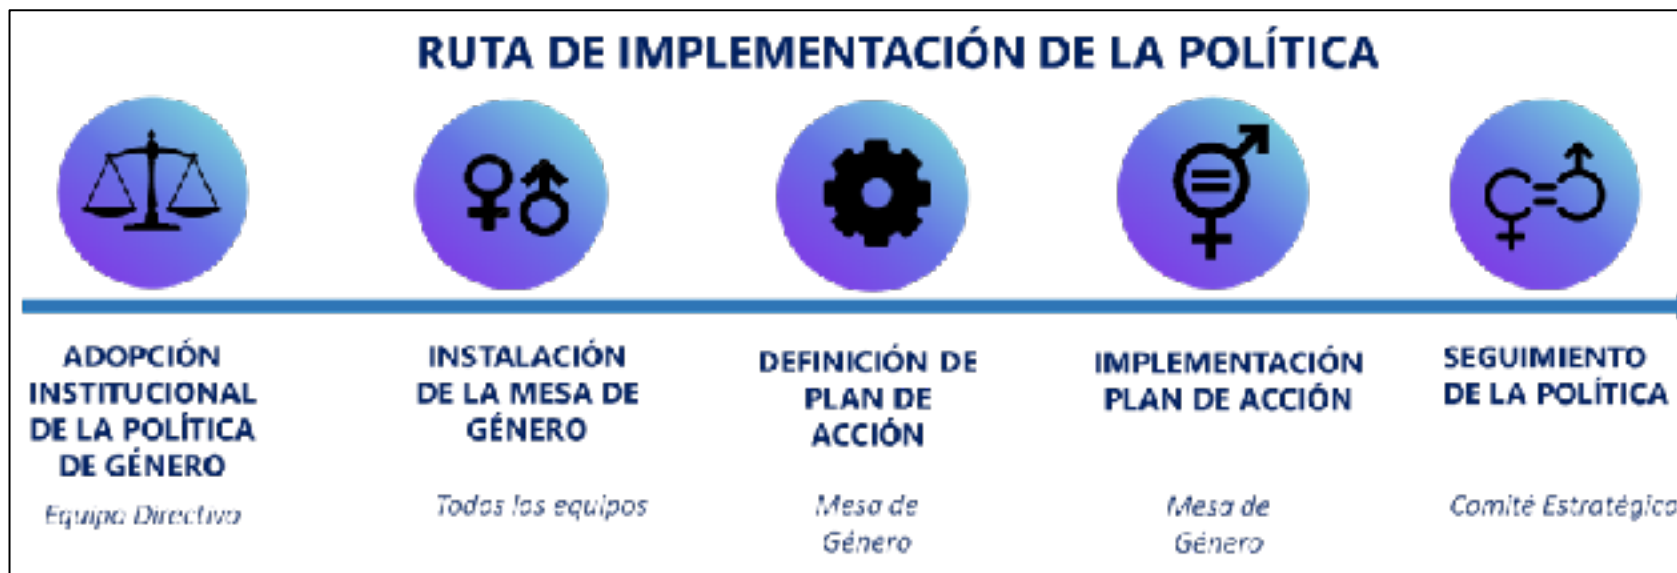 RUTA DE IMPLEMENTACIÓN DE LA POLÍTICA
ADOPCIÓN
INSTITUCIONAL
DE LA POLÍTICA
DE GÉNERO
Equipo Directivo
INSTALACIÓN
DE LA MESA DE
GÉNERO
Todos los equipos
DEFINICIÓN DE
PLAN DE
ACCIÓN
Mesa de
Género
IMPLEMENTACIÓN
PLAN DE ACCIÓN
Mesa de
Género
SEGUIMIENTO
DE LA POLÍTICA
Comité Estratégico